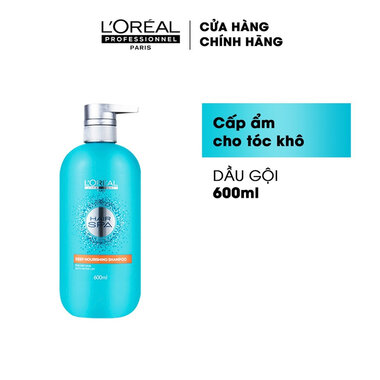 L'ORÉAL
PROFESSIONNEL
PARIS
CỬA HÀNG
CHÍNH HÃNG
Cấp ẩm
cho tóc khô
DẦU GỘI
600ml
L'ORÉAL
HAIR
SPA
DEEP NOURISHING SHAMPOO
600ml